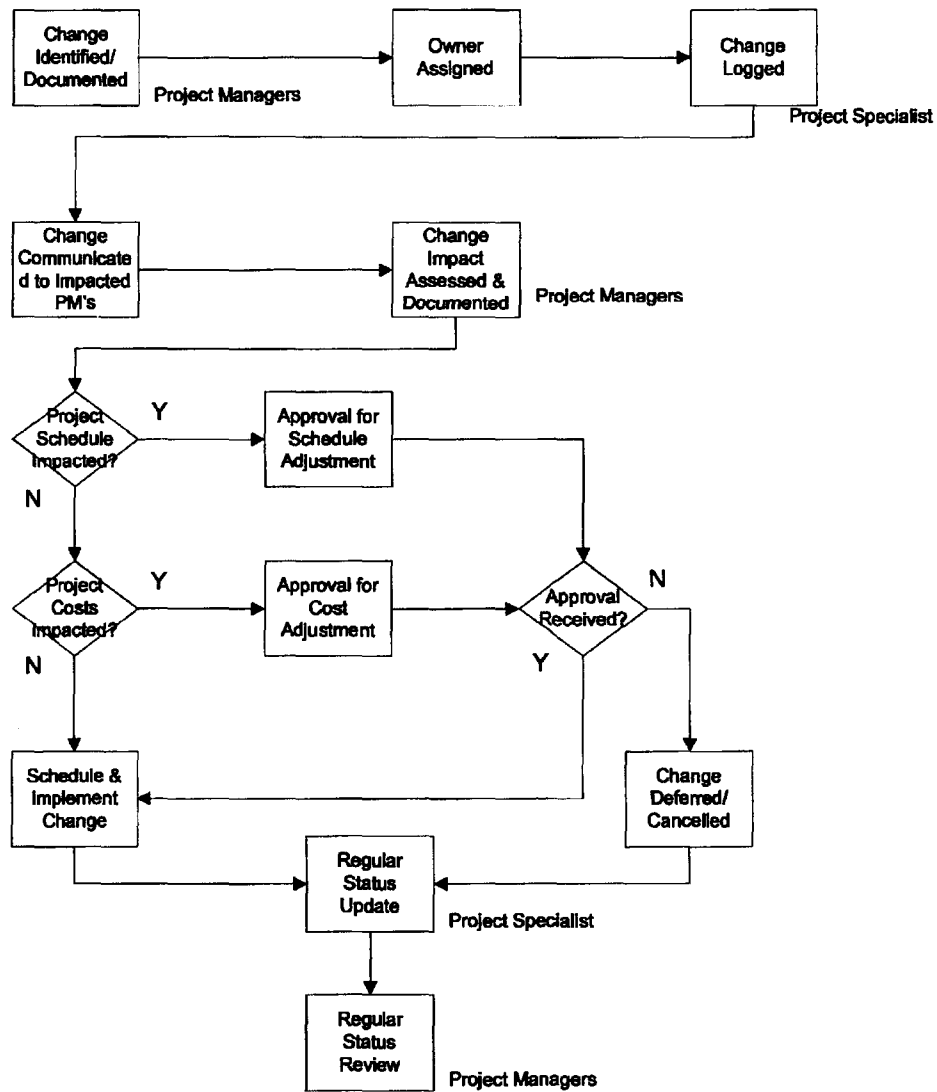 Change
Identified/
Documented
Project Managers
Owner
Assigned
Change
Logged
Project Specialist
Change
Communicate
d to Impacted
PM's
Change
Impact
Assessed &
Documented
Project Managers
Project
Schedule
Impacted?
Y
N
Approval for
Schedule
Adjustment
Project
Costs
Impacted?
Y
N
Approval for
Cost
Adjustment
Approval
Received?
N
Y
Schedule &
Implement
Change
Change
Deferred/
Cancelled
Regular
Status
Update
Project Specialist
Regular
Status
Review
Project Managers